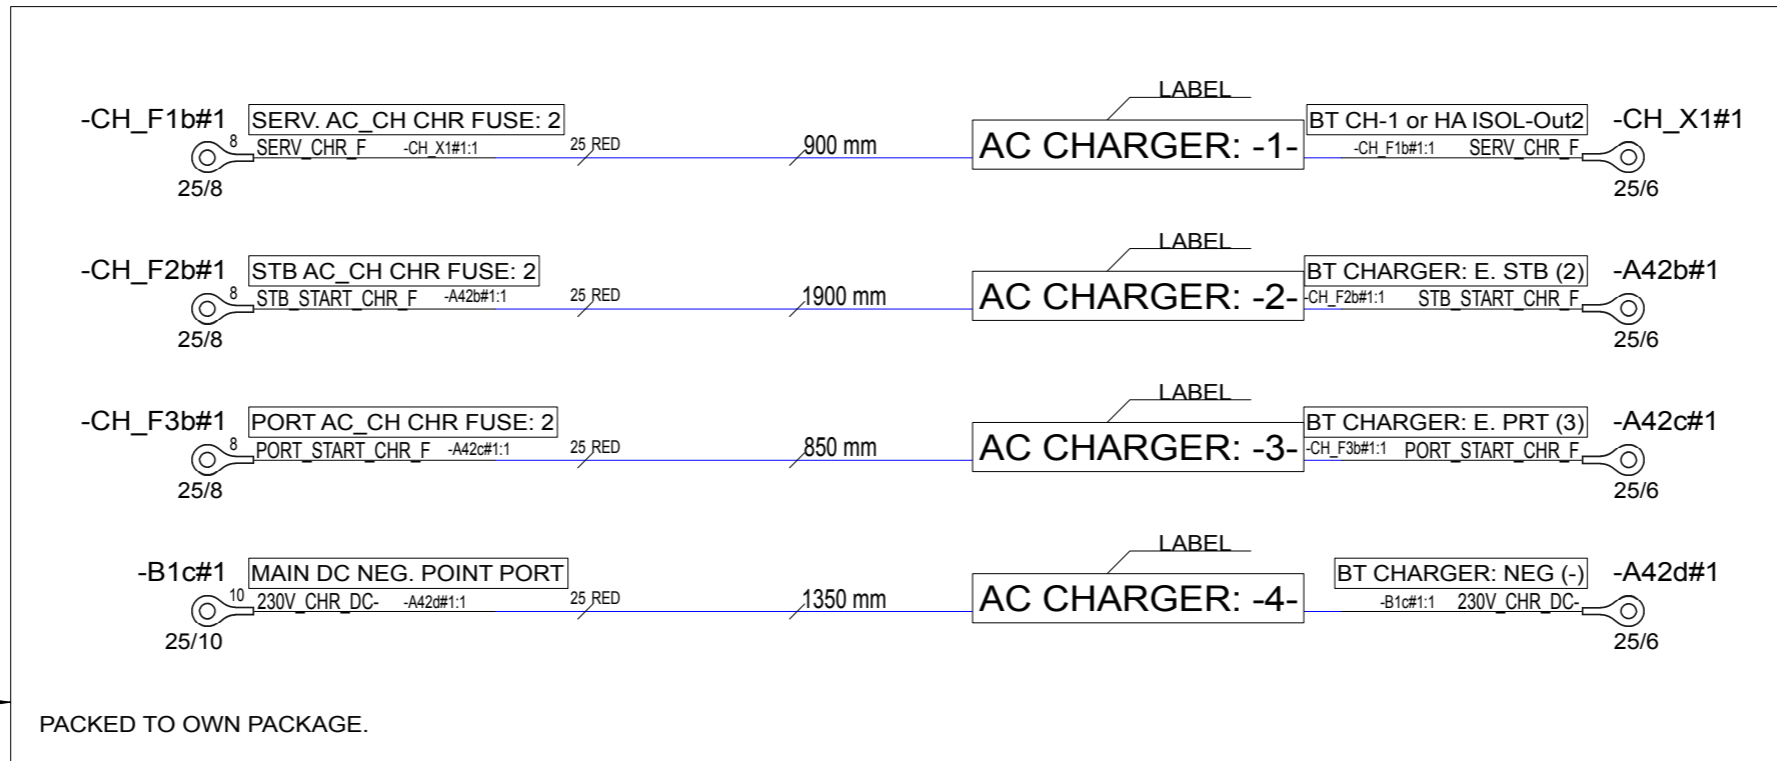 LABEL
-CH_F1b#1 SERV. AC_CH CHR FUSE: 2 AC CHARGER: -1- BT CH-1 or HA ISOL-Out2 -CH_X1#1
8 SERV_CHR_F -CH_X1#1:1 25 RED 900 mm -CH_F1b#1:1 SERV_CHR_F
25/8 25/6
LABEL
-CH_F2b#1 STB AC_CH CHR FUSE: 2 AC CHARGER: -2- BT CHARGER: E. STB (2) -A42b#1
8 STB_START_CHR_F -A42b#1:1 25 RED 1900 mm -CH_F2b#1:1 STB_START_CHR_F
25/8 25/6
LABEL
-CH_F3b#1 PORT AC_CH CHR FUSE: 2 AC CHARGER: -3- BT CHARGER: E. PRT (3) -A42c#1
8 PORT_START_CHR_F -A42c#1:1 25 RED 850 mm -CH_F3b#1:1 PORT_START_CHR_F
25/8 25/6
LABEL
-B1c#1 MAIN DC NEG. POINT PORT AC CHARGER: -4- BT CHARGER: NEG (-) -A42d#1
10 230V_CHR_DC- -A42d#1:1 25 RED 1350 mm -B1c#1:1 230V_CHR_DC-
25/10 25/6
PACKED TO OWN PACKAGE.